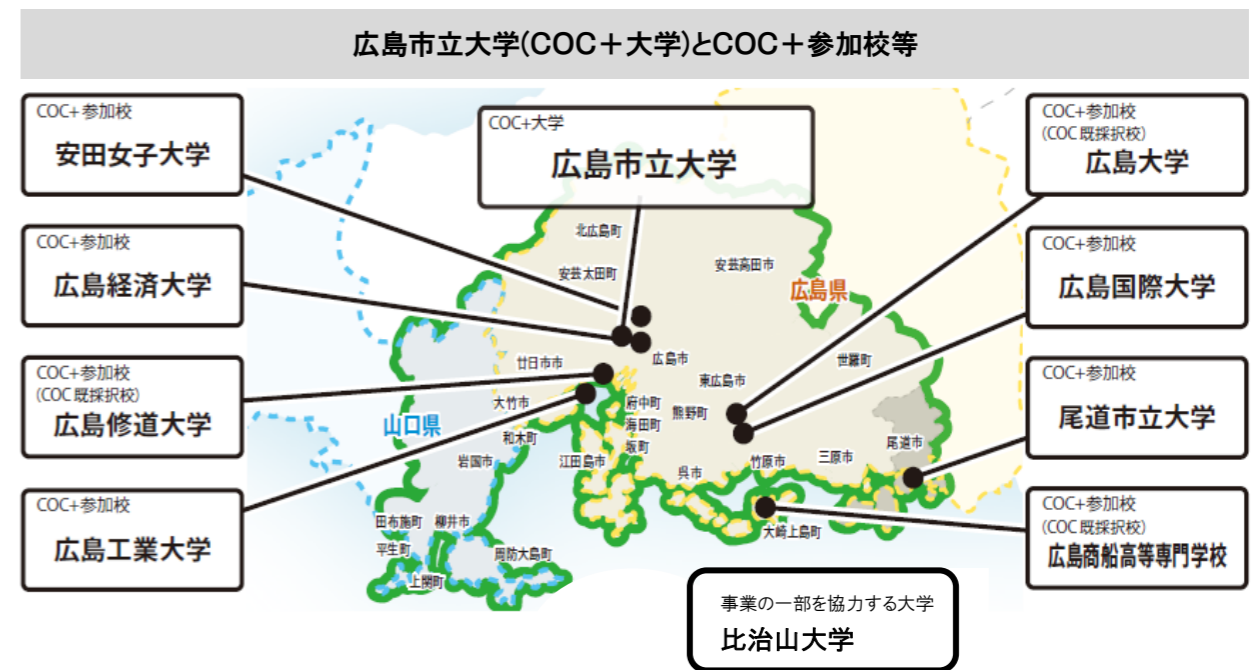 広島市立大学(COC＋大学)とCOC＋参加校等
COC+参加校
安田女子大学
COC+大学
広島市立大学
COC+参加校
(COC既採択校)
広島大学
COC+参加校
広島経済大学
COC+参加校
広島国際大学
COC+参加校
(COC既採択校)
広島修道大学
COC+参加校
尾道市立大学
COC+参加校
広島工業大学
COC+参加校
(COC既採択校)
広島商船高等専門学校
北広島町
安芸太田町
安芸高田市
広島県
廿日市市
広島市
世羅町
東広島市
大竹市
府中町
熊野町
海田町
山口県
和木町
坂町
尾道市
岩国市
江田島市
呉市
竹原市
三原市
田布施町
柳井市
大崎上島町
平生町
周防大島町
上関町
事業の一部を協力する大学
比治山大学